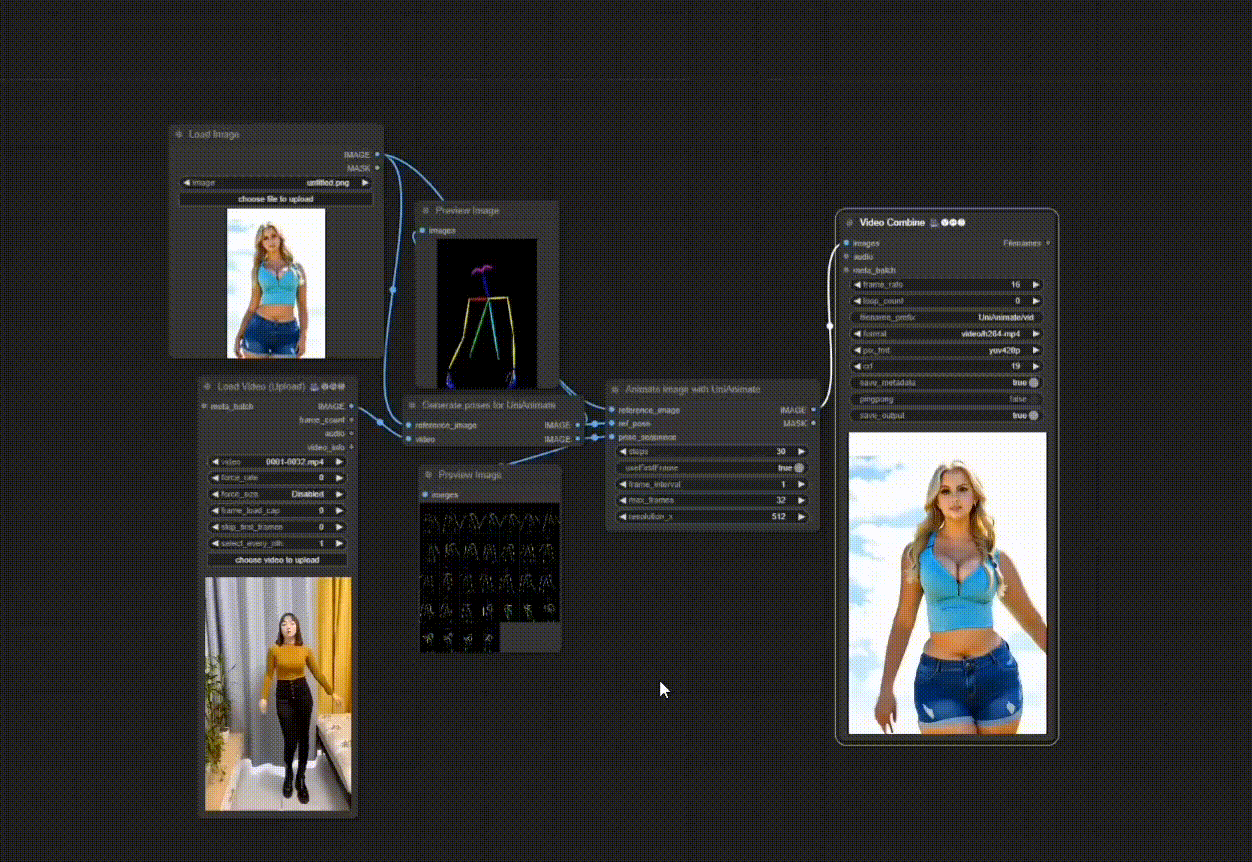 Load Image
IMAGE
MASK
image untitled.png
choose file to upload
Preview Image
images
Load Video (Upload)
meta_batch IMAGE
frame_count
audio
video_info
video 0001-0032.mp4
force_rate 0
force_size Disabled
frame_load_cap 0
skip_first_frames 0
select_every_nth 1
choose video to upload
Generate poses for UniAnimate
reference_image IMAGE
video IMAGE
Preview Image
images
Animate image with UniAnimate
reference_image IMAGE
ref_pose MASK
pose_sequence
steps 30
useFirstFrame true
frame_interval 1
max_frames 32
resolution_x 512
Video Combine
images Filenames
audio
meta_batch
frame_rate 16
loop_count 0
filename_prefix UniAnimate/vid
format video/h264-mp4
pix_fmt yuv420p
crf 19
save_metadata true
pingpong false
save_output true